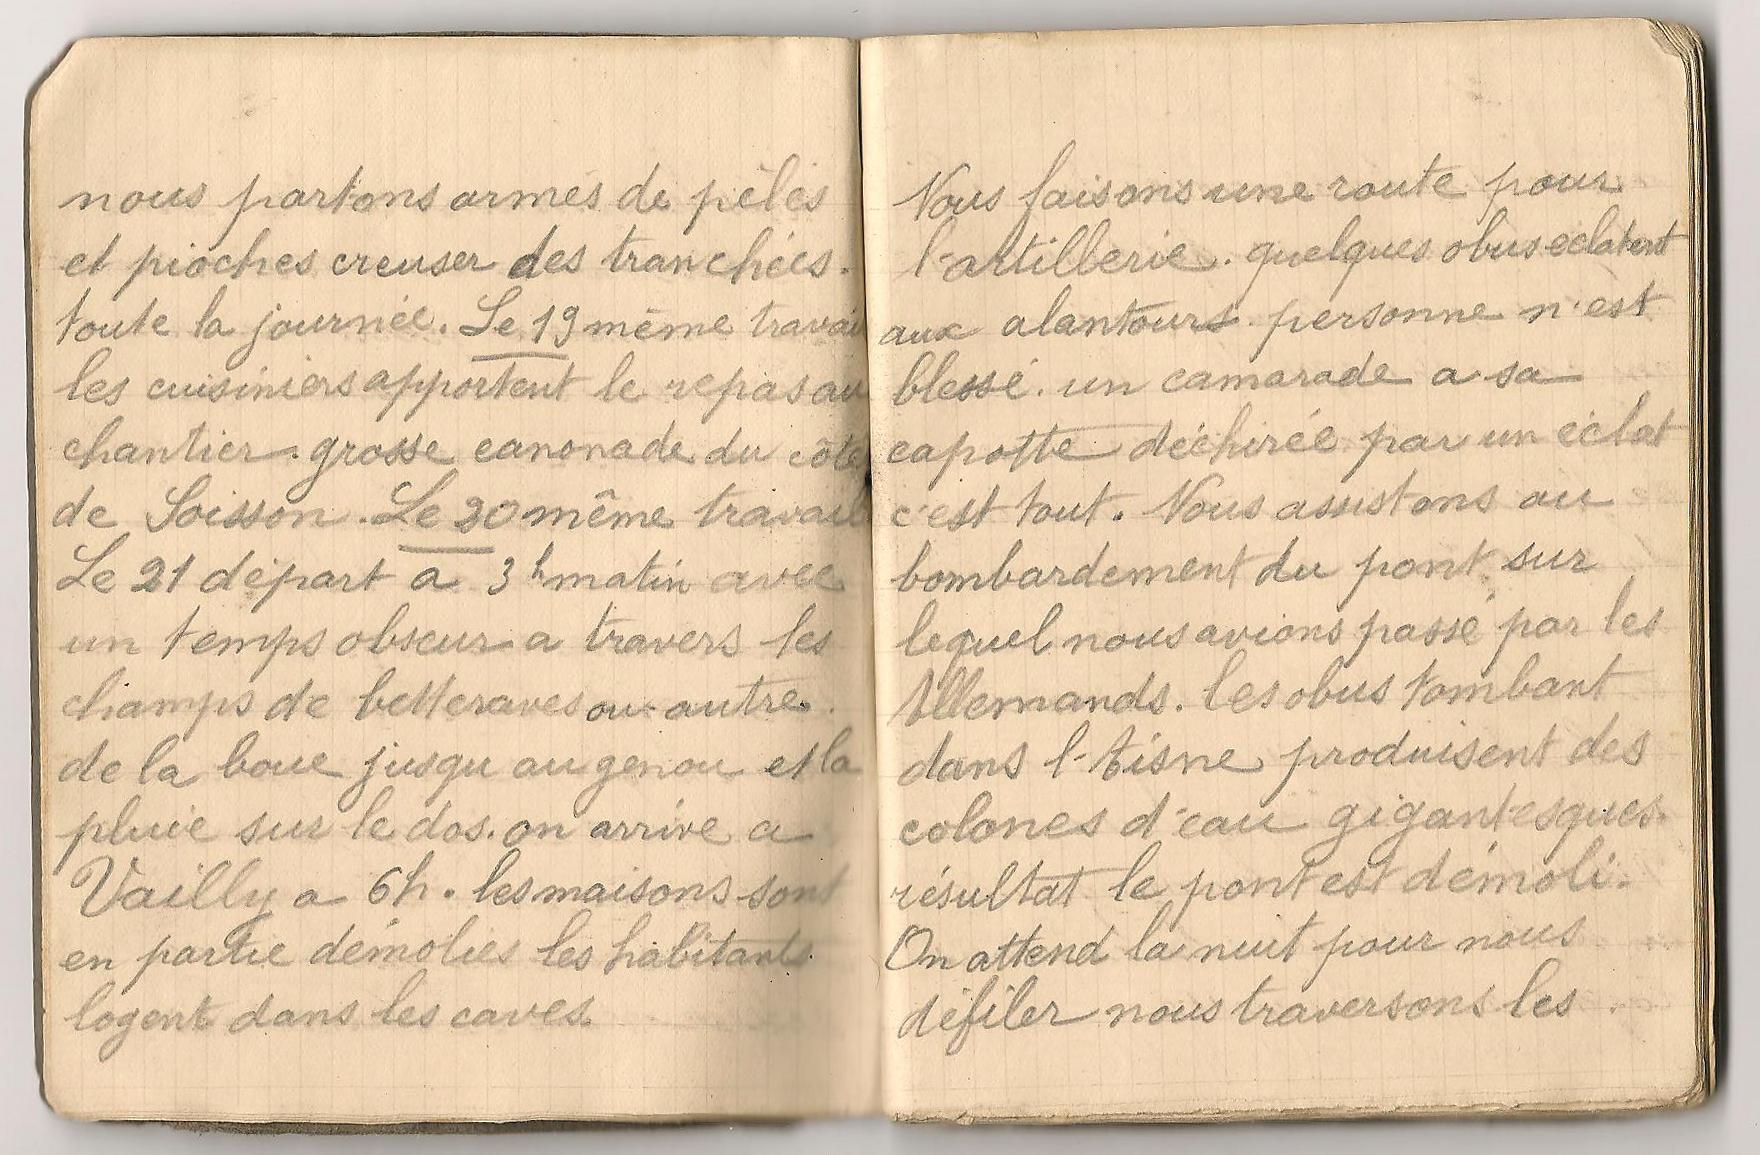 nous partons armés de pêles
et pioches creuser des tranchées.
toute la journée. Le 19 même travai
les cuisiniers apportent le repas au
chantier. grosse canonade du côté
de Soisson. Le 20 même travail
Le 21 départ a 3h matin avec
un temps obscur a travers les
champs de betteraves ou autre.
de la boue jusqu au genou et la
pluie sur le dos. on arrive a
Vailly a 6h. les maisons sont
en partie démolies les habitants
logent dans les caves.
Nous faisons une route pour
l'artillerie. quelques obus eclatent
aux alantours personne n'est
blessé. un camarade a sa
capotte déchirée par un éclat
c'est tout. Nous assistons au
bombardement du pont sur
lequel nous avions passé par les
Allemands. les obus tombant
dans l'Aisne produisent des
colones d'eau gigantesques.
résultat le pont est démoli.
On attend la nuit pour nous
défiler nous traversons les